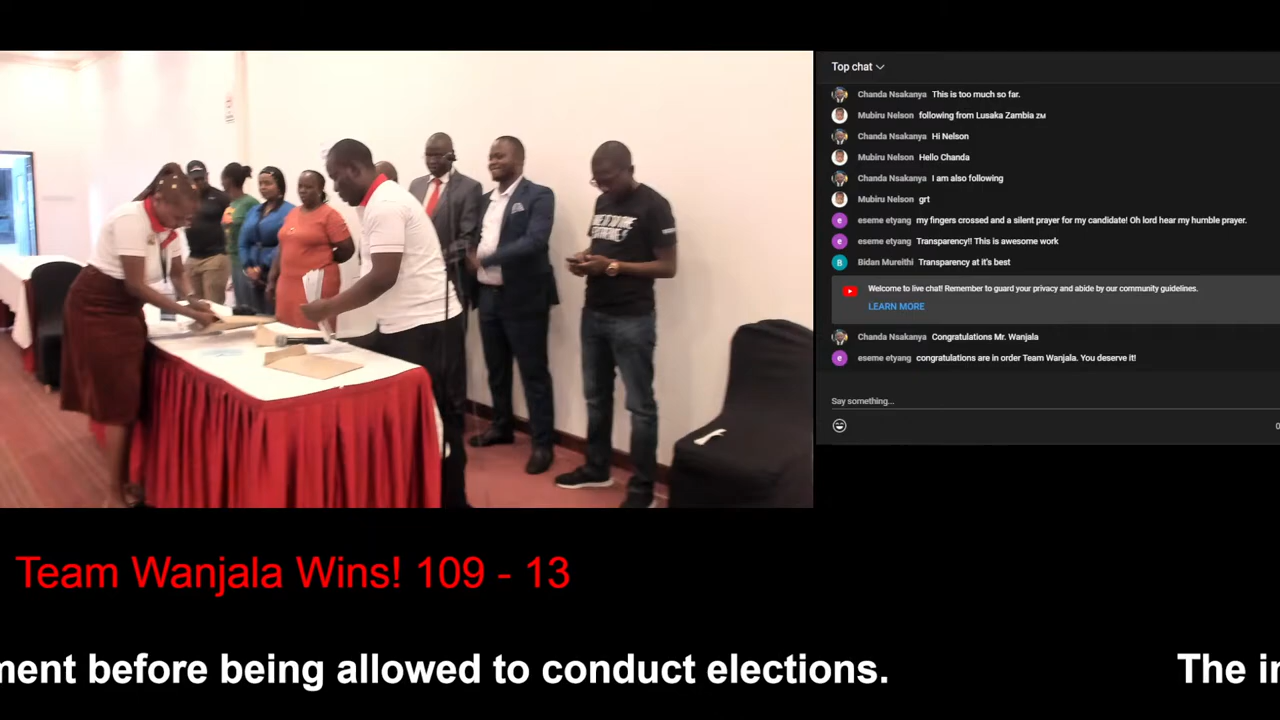 Top chat
Chanda Nsakanya This is too much so far.
Mubiru Nelson following from Lusaka Zambia ZM
Chanda Nsakanya Hi Nelson
Mubiru Nelson Hello Chanda
Chanda Nsakanya I am also following
Mubiru Nelson grt
e eseme etyang my fingers crossed and a silent prayer for my candidate! Oh lord hear my humble prayer.
e eseme etyang Transparency!! This is awesome work
B Bidan Mureithi Transparency at it's best
Welcome to live chat! Remember to guard your privacy and abide by our community guidelines.
LEARN MORE
Chanda Nsakanya Congratulations Mr. Wanjala
e eseme etyang congratulations are in order Team Wanjala. You deserve it!
Say something...
0
Team Wanjala Wins! 109 - 13
ment before being allowed to conduct elections. The in